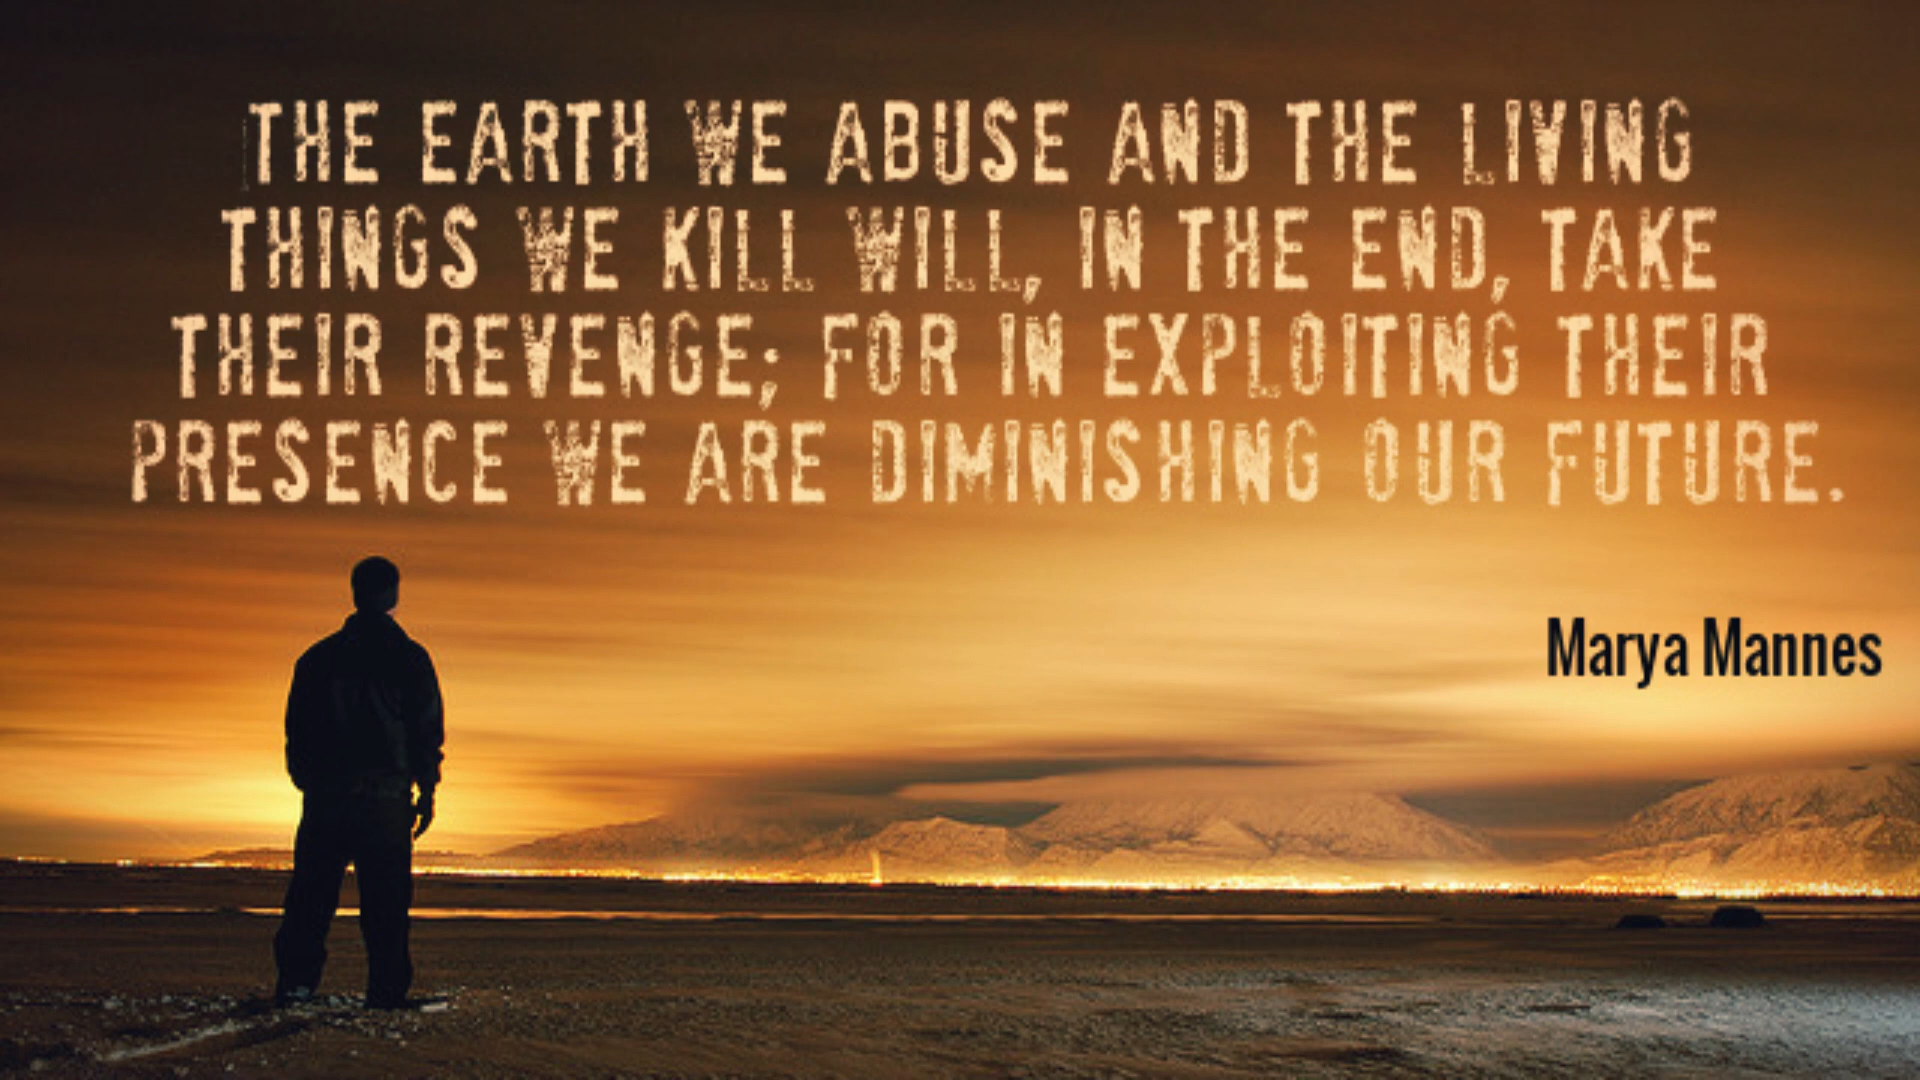 THE EARTH WE ABUSE AND THE LIVING
THINGS WE KILL WILL, IN THE END, TAKE
THEIR REVENGE; FOR IN EXPLOITING THEIR
PRESENCE WE ARE DIMINISHING OUR FUTURE.
Marya Mannes